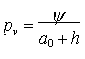 p_v = ψ / (a_0 + h)